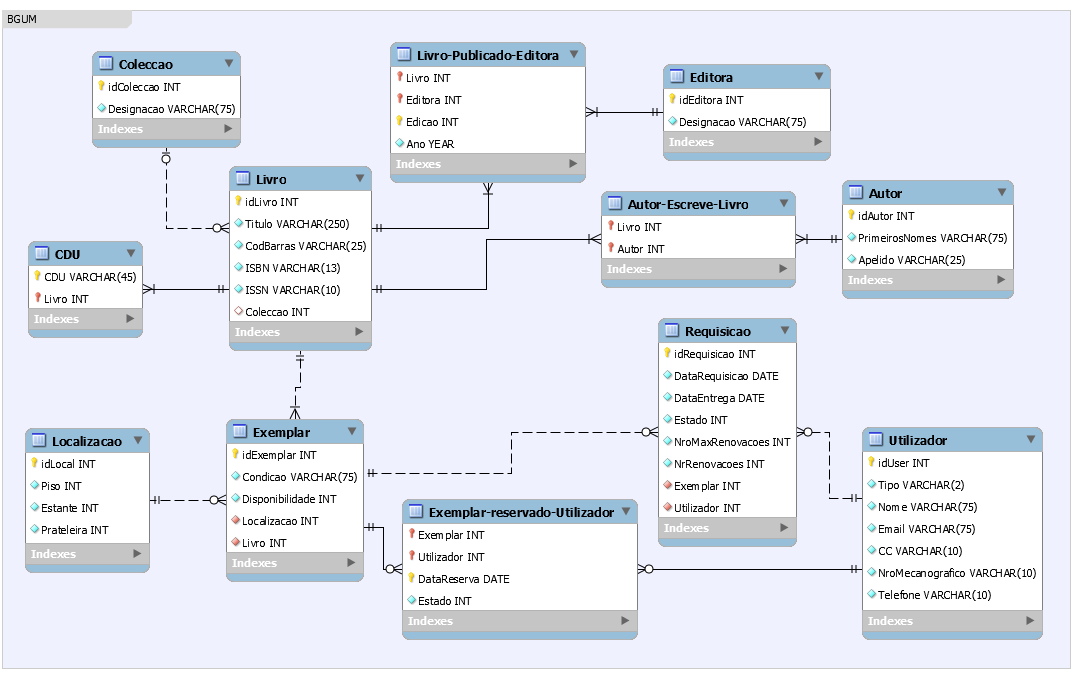 BGUM
Coleccao
idColeccao INT
Designacao VARCHAR(75)
Indexes
Livro-Publicado-Editora
Livro INT
Editora INT
Edicao INT
Ano YEAR
Indexes
Editora
idEditora INT
Designacao VARCHAR(75)
Indexes
Livro
idLivro INT
Titulo VARCHAR(250)
CodBarras VARCHAR(25)
ISBN VARCHAR(13)
ISSN VARCHAR(10)
Coleccao INT
Indexes
Autor-Escreve-Livro
Livro INT
Autor INT
Indexes
Autor
idAutor INT
PrimeirosNomes VARCHAR(75)
Apelido VARCHAR(25)
Indexes
CDU
CDU VARCHAR(45)
Livro INT
Indexes
Requisicao
idRequisicao INT
DataRequisicao DATE
DataEntrega DATE
Estado INT
NroMaxRenovacoes INT
NrRenovacoes INT
Exemplar INT
Utilizador INT
Indexes
Localizacao
idLocal INT
Piso INT
Estante INT
Prateleira INT
Indexes
Exemplar
idExemplar INT
Condicao VARCHAR(75)
Disponibilidade INT
Localizacao INT
Livro INT
Indexes
Exemplar-reservado-Utilizador
Exemplar INT
Utilizador INT
DataReserva DATE
Estado INT
Indexes
Utilizador
idUser INT
Tipo VARCHAR(2)
Nome VARCHAR(75)
Email VARCHAR(75)
CC VARCHAR(10)
NroMecanografico VARCHAR(10)
Telefone VARCHAR(10)
Indexes